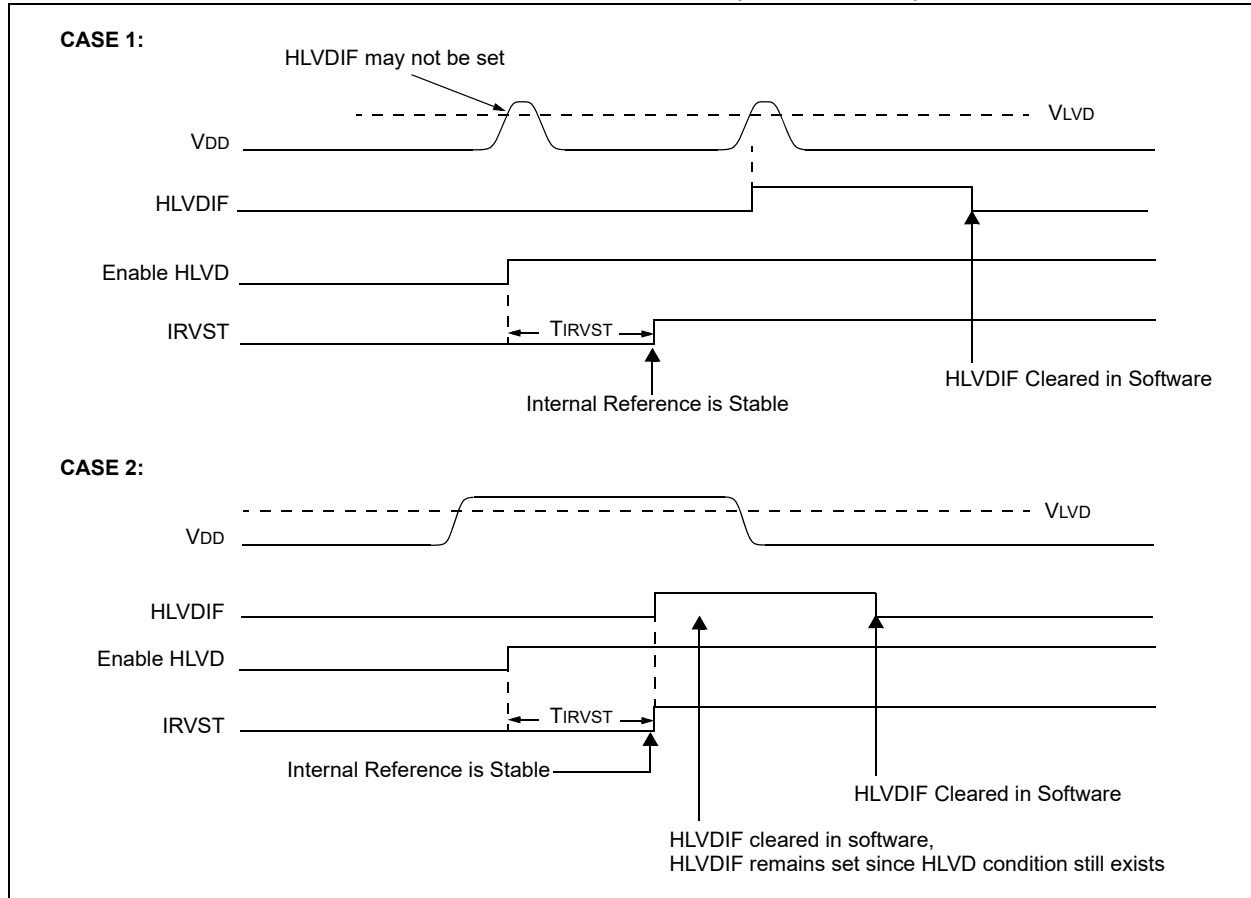 CASE 1:
HLVDIF may not be set
VLVD
VDD
HLVDIF
Enable HLVD
TIRVST
IRVST
HLVDIF Cleared in Software
Internal Reference is Stable
CASE 2:
VLVD
VDD
HLVDIF
Enable HLVD
TIRVST
IRVST
Internal Reference is Stable
HLVDIF Cleared in Software
HLVDIF cleared in software,
HLVDIF remains set since HLVD condition still exists